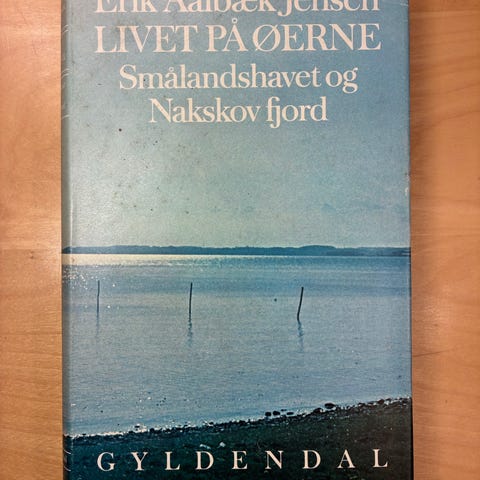 Erik Aalbæk Jensen
LIVET PÅ ØERNE
Smålandshavet og
Nakskov fjord
GYLDENDAL